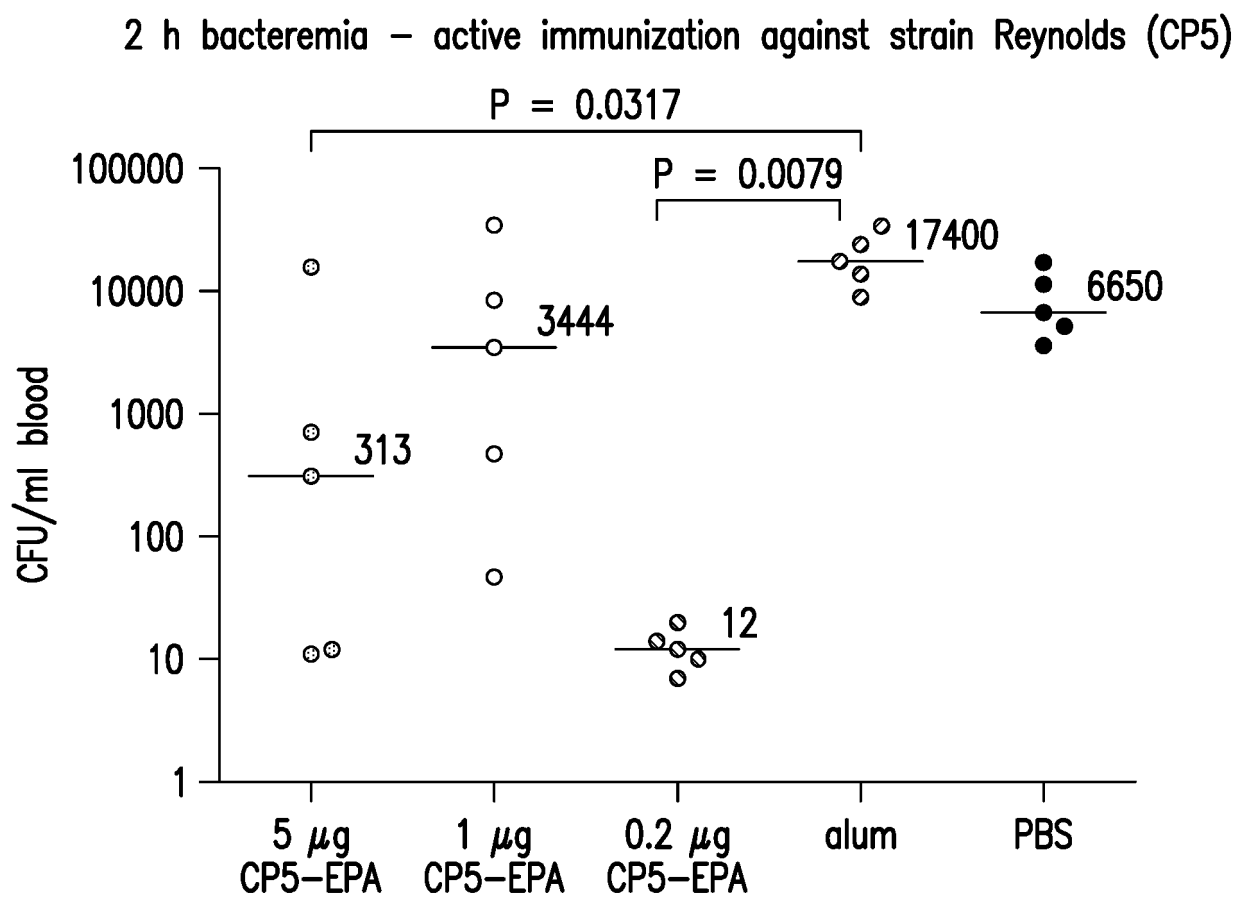 2 h bacteremia – active immunization against strain Reynolds (CP5)
P = 0.0317
P = 0.0079
100000
10000
1000
100
10
1
CFU/ml blood
313
3444
12
17400
6650
5 μg
CP5–EPA
1 μg
CP5–EPA
0.2 μg
CP5–EPA
alum
PBS